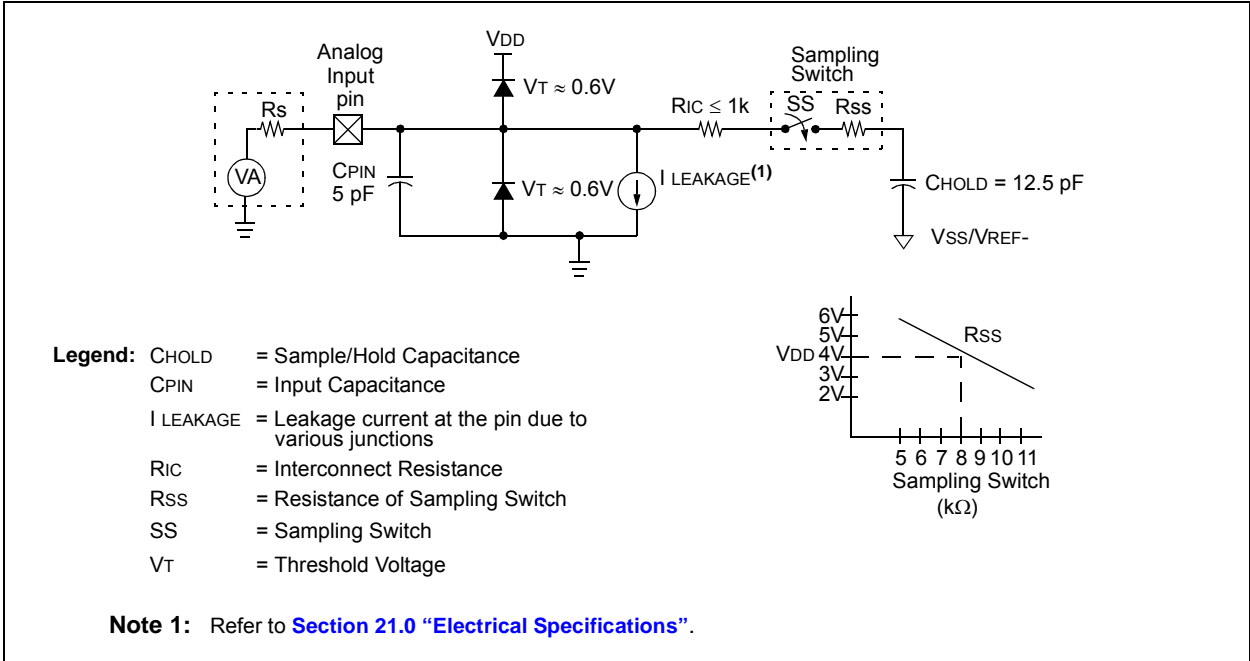 VDD
Analog
Input
pin
Sampling
Switch
VT ≈ 0.6V
Rs
RIC ≤ 1k
SS
Rss
VA
CPIN
5 pF
VT ≈ 0.6V
I LEAKAGE(1)
CHOLD = 12.5 pF
VSS/VREF-
6V
5V
VDD 4V
3V
2V
RSS
5 6 7 8 9 10 11
Sampling Switch
(kΩ)
Legend: CHOLD = Sample/Hold Capacitance
CPIN = Input Capacitance
I LEAKAGE = Leakage current at the pin due to
various junctions
RIC = Interconnect Resistance
RSS = Resistance of Sampling Switch
SS = Sampling Switch
VT = Threshold Voltage
Note 1: Refer to Section 21.0 “Electrical Specifications”.